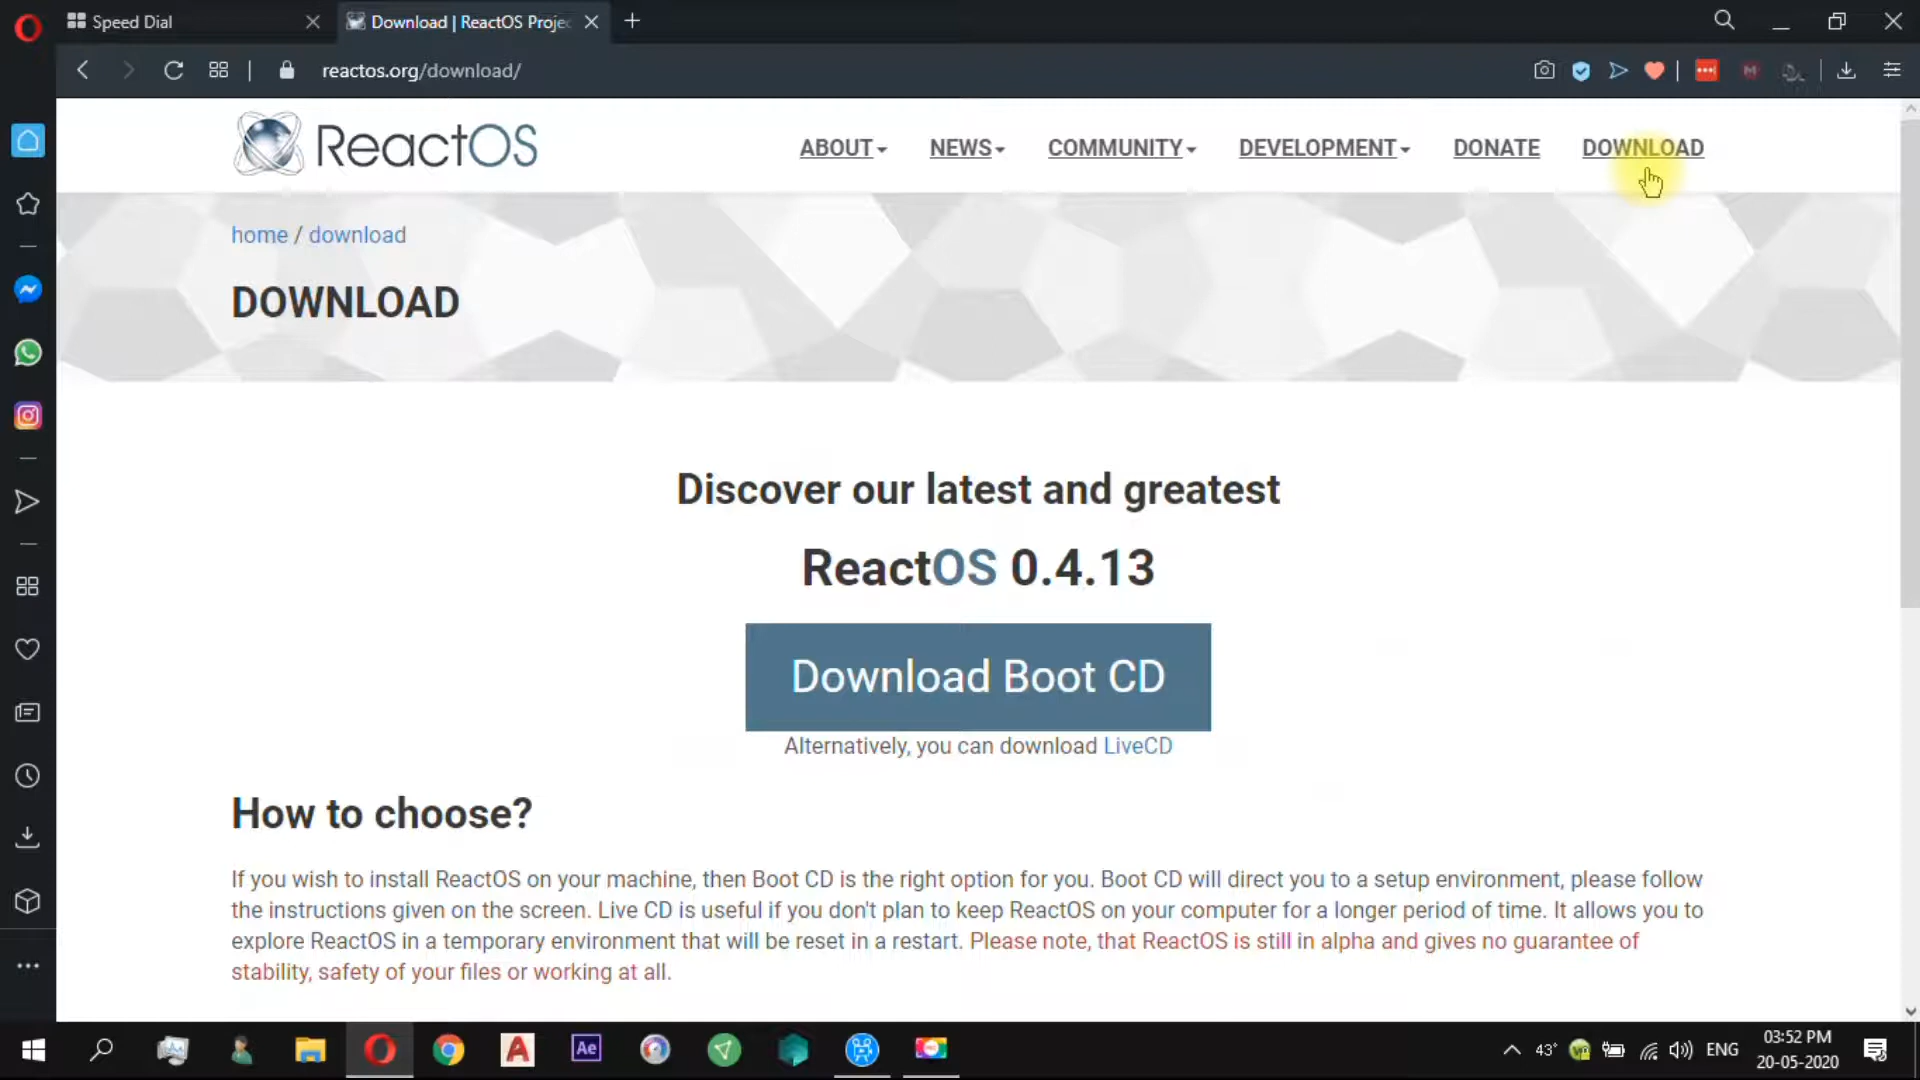 Speed Dial
Download | ReactOS Projec
reactos.org/download/
ReactOS
ABOUT
NEWS
COMMUNITY
DEVELOPMENT
DONATE
DOWNLOAD
home / download
DOWNLOAD
Discover our latest and greatest
ReactOS 0.4.13
Download Boot CD
Alternatively, you can download LiveCD
How to choose?
If you wish to install ReactOS on your machine, then Boot CD is the right option for you. Boot CD will direct you to a setup environment, please follow
the instructions given on the screen. Live CD is useful if you don't plan to keep ReactOS on your computer for a longer period of time. It allows you to
explore ReactOS in a temporary environment that will be reset in a restart. Please note, that ReactOS is still in alpha and gives no guarantee of
stability, safety of your files or working at all.
Ae
43°
ENG
03:52 PM
20-05-2020